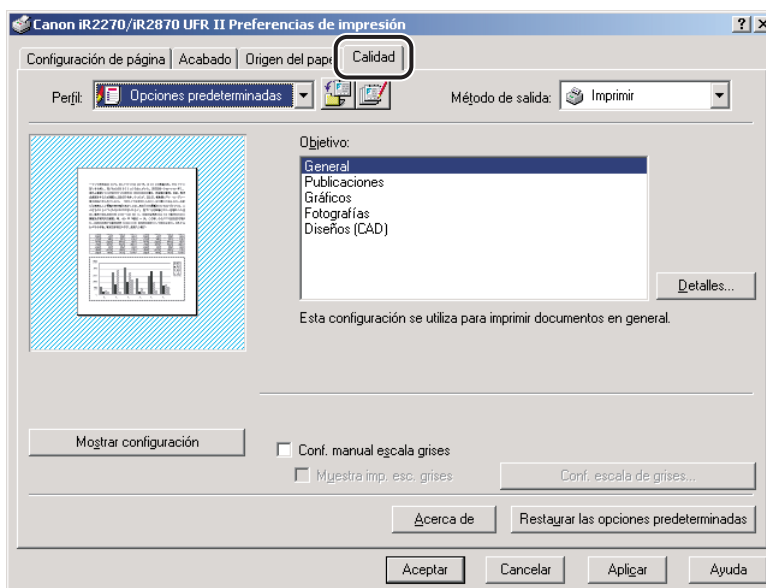 Canon iR2270/iR2870 UFR II Preferencias de impresión
Configuración de página Acabado Origen del pape Calidad
Perfil: Opciones predeterminadas Método de salida: Imprimir
Objetivo:
General
Publicaciones
Gráficos
Fotografías
Diseños (CAD)
Detalles...
Esta configuración se utiliza para imprimir documentos en general.
Mostrar configuración
Conf. manual escala grises
Muestra imp. esc. grises Conf. escala de grises...
Acerca de Restaurar las opciones predeterminadas
Aceptar Cancelar Aplicar Ayuda